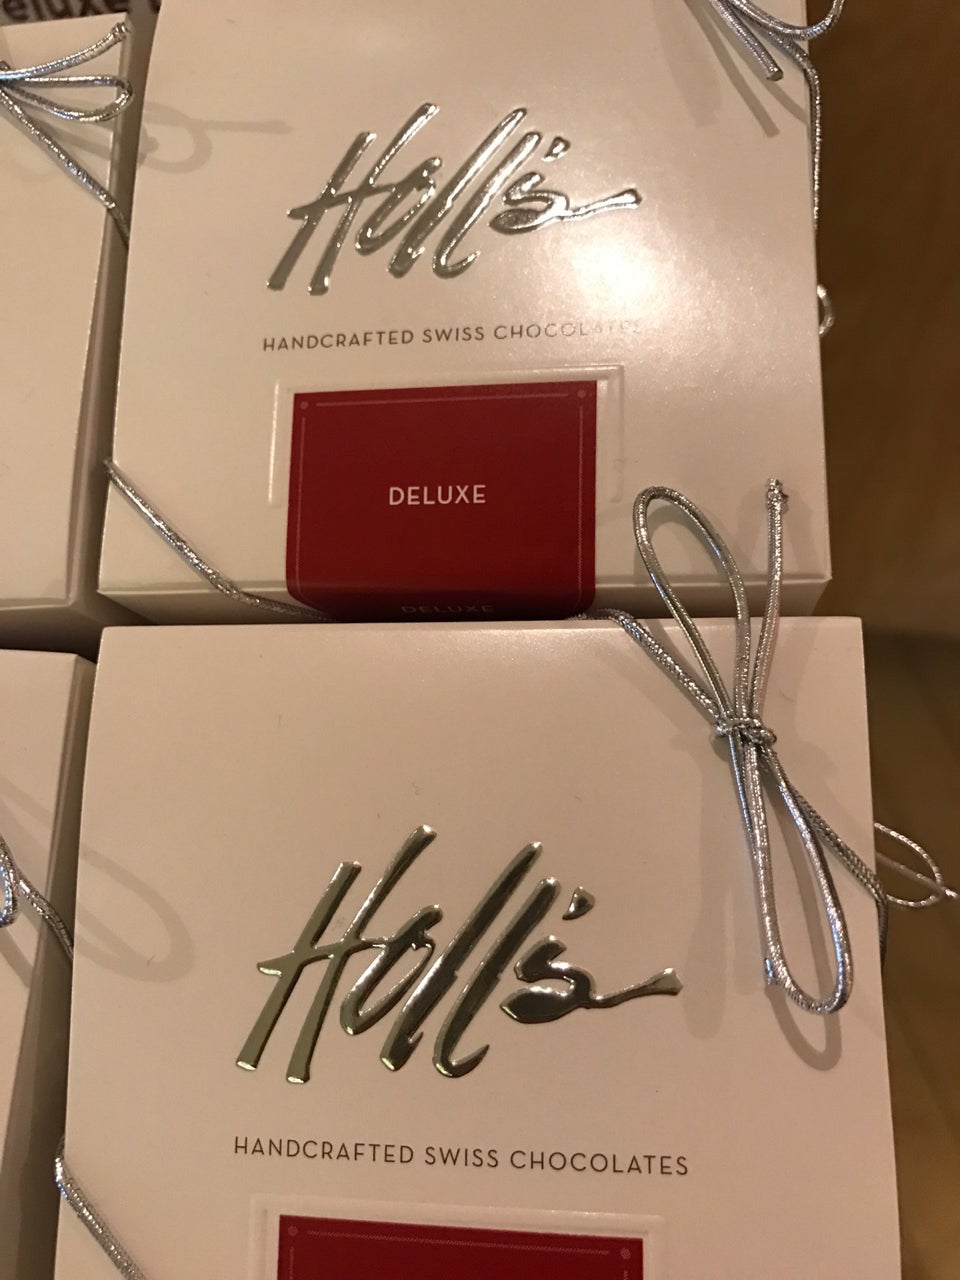 Holl's
HANDCRAFTED SWISS CHOCOLATES
DELUXE
DELUXE
Holl's
HANDCRAFTED SWISS CHOCOLATES